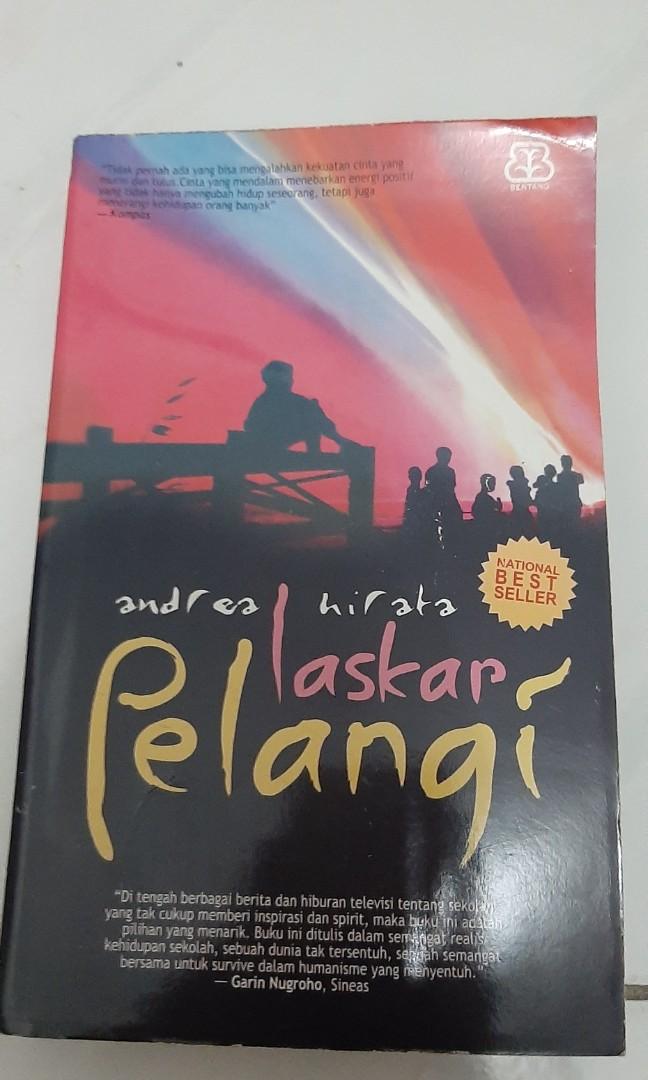 "Tidak pernah ada yang bisa mengalahkan kekuatan cinta yang
murni dan tulus. Cinta yang mendalam menebarkan energi positif
yang tidak hanya mengubah hidup seseorang, tetapi juga
menerangi kehidupan orang banyak"
— Kompas
BENTANG
NATIONAL
BEST
SELLER
andrea hirata
laskar
Pelangi
"Di tengah berbagai berita dan hiburan televisi tentang sekolah
yang tak cukup memberi inspirasi dan spirit, maka buku ini adalah
pilihan yang menarik. Buku ini ditulis dalam semangat realis
kehidupan sekolah, sebuah dunia tak tersentuh, sebuah semangat
bersama untuk survive dalam humanisme yang menyentuh."
— Garin Nugroho, Sineas